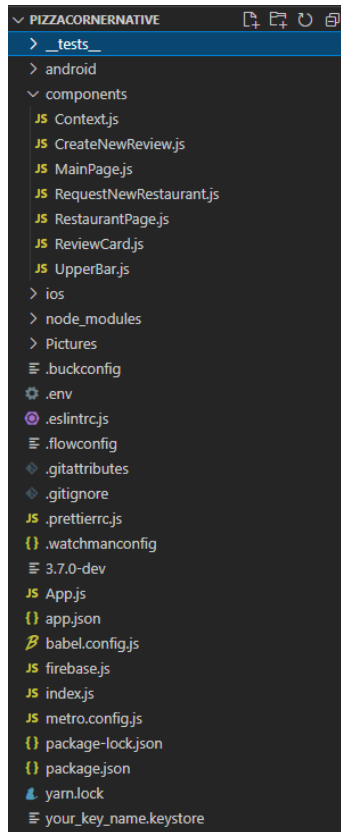 PIZZACORNERNATIVE
__tests__
android
components
JS Context.js
JS CreateNewReview.js
JS MainPage.js
JS RequestNewRestaurant.js
JS RestaurantPage.js
JS ReviewCard.js
JS UpperBar.js
ios
node_modules
Pictures
.buckconfig
.env
.eslintrc.js
.flowconfig
.gitattributes
.gitignore
JS .prettierrc.js
{} .watchmanconfig
3.7.0-dev
JS App.js
{} app.json
B babel.config.js
JS firebase.js
JS index.js
JS metro.config.js
{} package-lock.json
{} package.json
yarn.lock
your_key_name.keystore